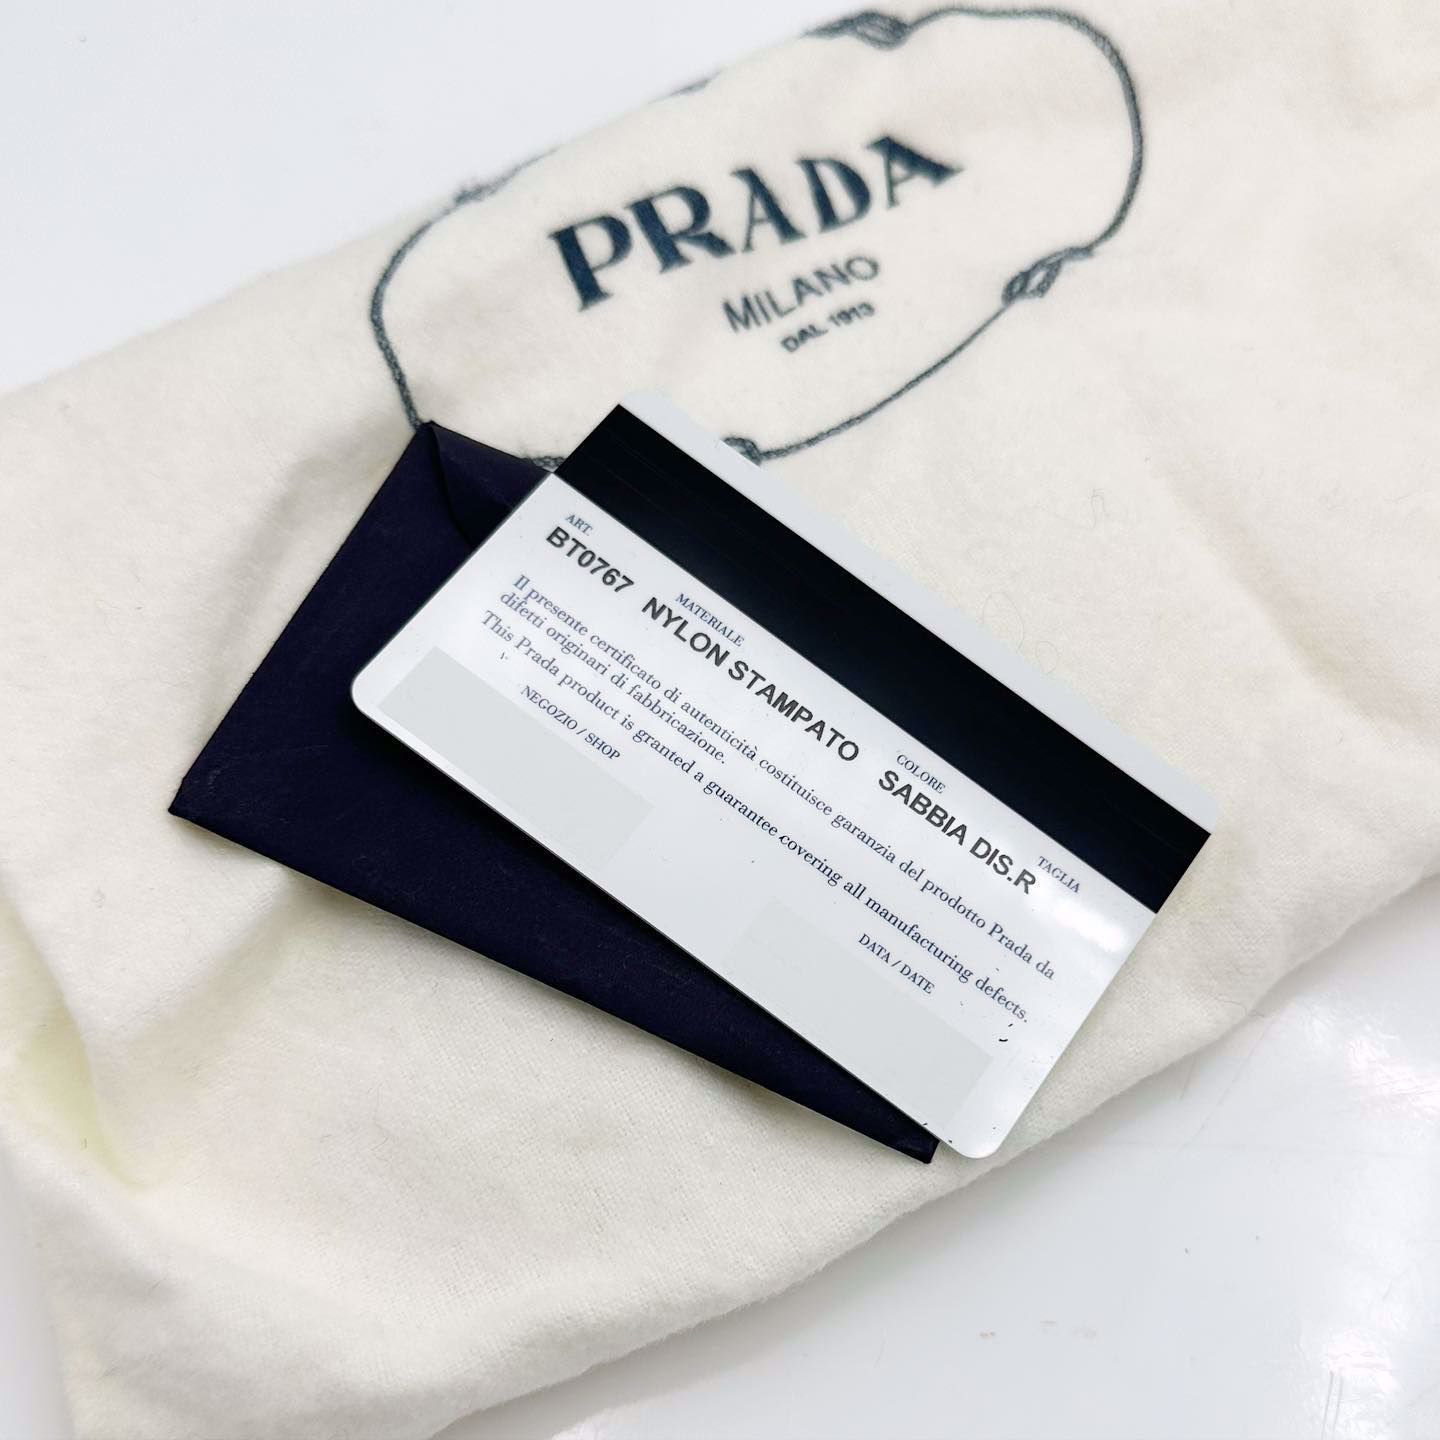 PRADA
MILANO
DAL 1913
ART. MATERIALE COLORE TAGLIA
BT0767 NYLON STAMPATO SABBIA DIS.R
Il presente certificato di autenticità costituisce garanzia del prodotto Prada da
difetti originari di fabbricazione.
This Prada product is granted a guarantee covering all manufacturing defects.
NEGOZIO / SHOP DATA / DATE